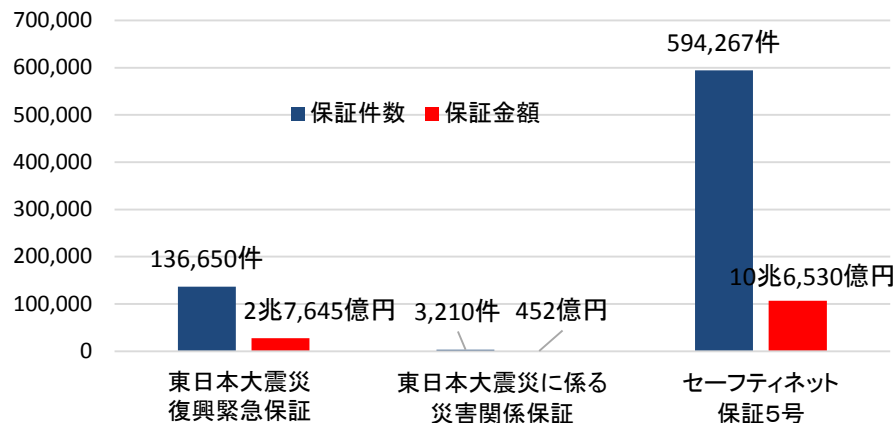 700,000
600,000
500,000
400,000
300,000
200,000
100,000
0
保証件数 保証金額
136,650件
2兆7,645億円
3,210件
452億円
594,267件
10兆6,530億円
東日本大震災
復興緊急保証
東日本大震災に係る
災害関係保証
セーフティネット
保証５号